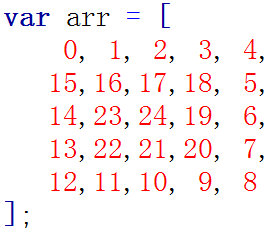 var arr = [
0, 1, 2, 3, 4,
15, 16, 17, 18, 5,
14, 23, 24, 19, 6,
13, 22, 21, 20, 7,
12, 11, 10, 9, 8
];